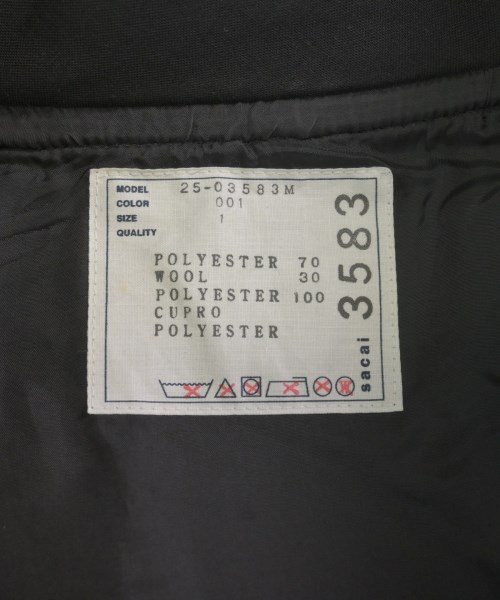 MODEL 25-03583M
COLOR 001
SIZE 1
QUALITY
POLYESTER 70
WOOL 30
POLYESTER 100
CUPRO
POLYESTER
3583
sacai